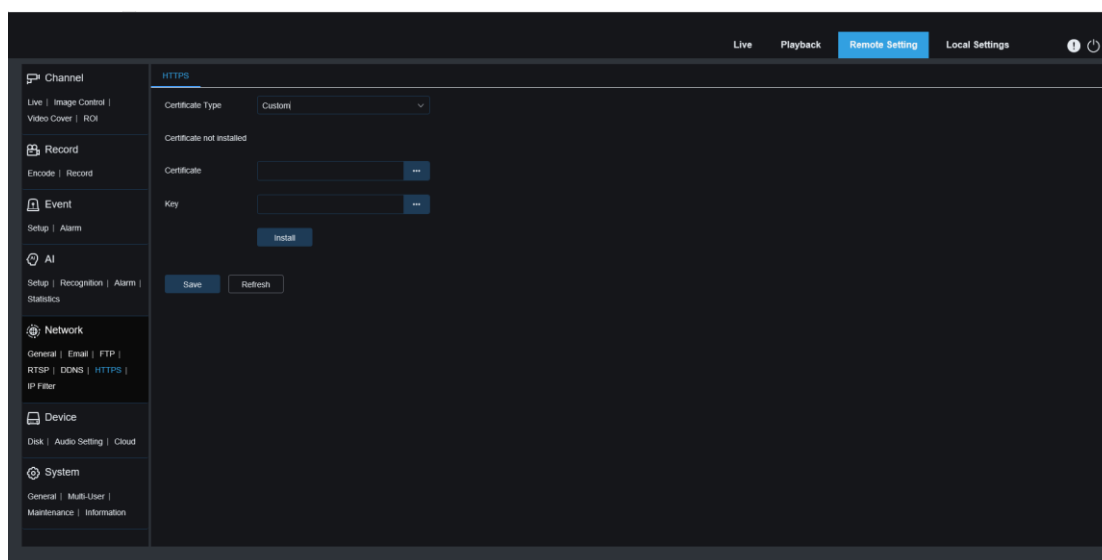 Live Playback Remote Setting Local Settings
Channel
Live | Image Control |
Video Cover | ROI
Record
Encode | Record
Event
Setup | Alarm
AI
Setup | Recognition | Alarm |
Statistics
Network
General | Email | FTP |
RTSP | DDNS | HTTPS |
IP Filter
Device
Disk | Audio Setting | Cloud
System
General | Multi-User |
Maintenance | Information
HTTPS
Certificate Type Custom
Certificate not installed
Certificate ...
Key ...
Install
Save Refresh